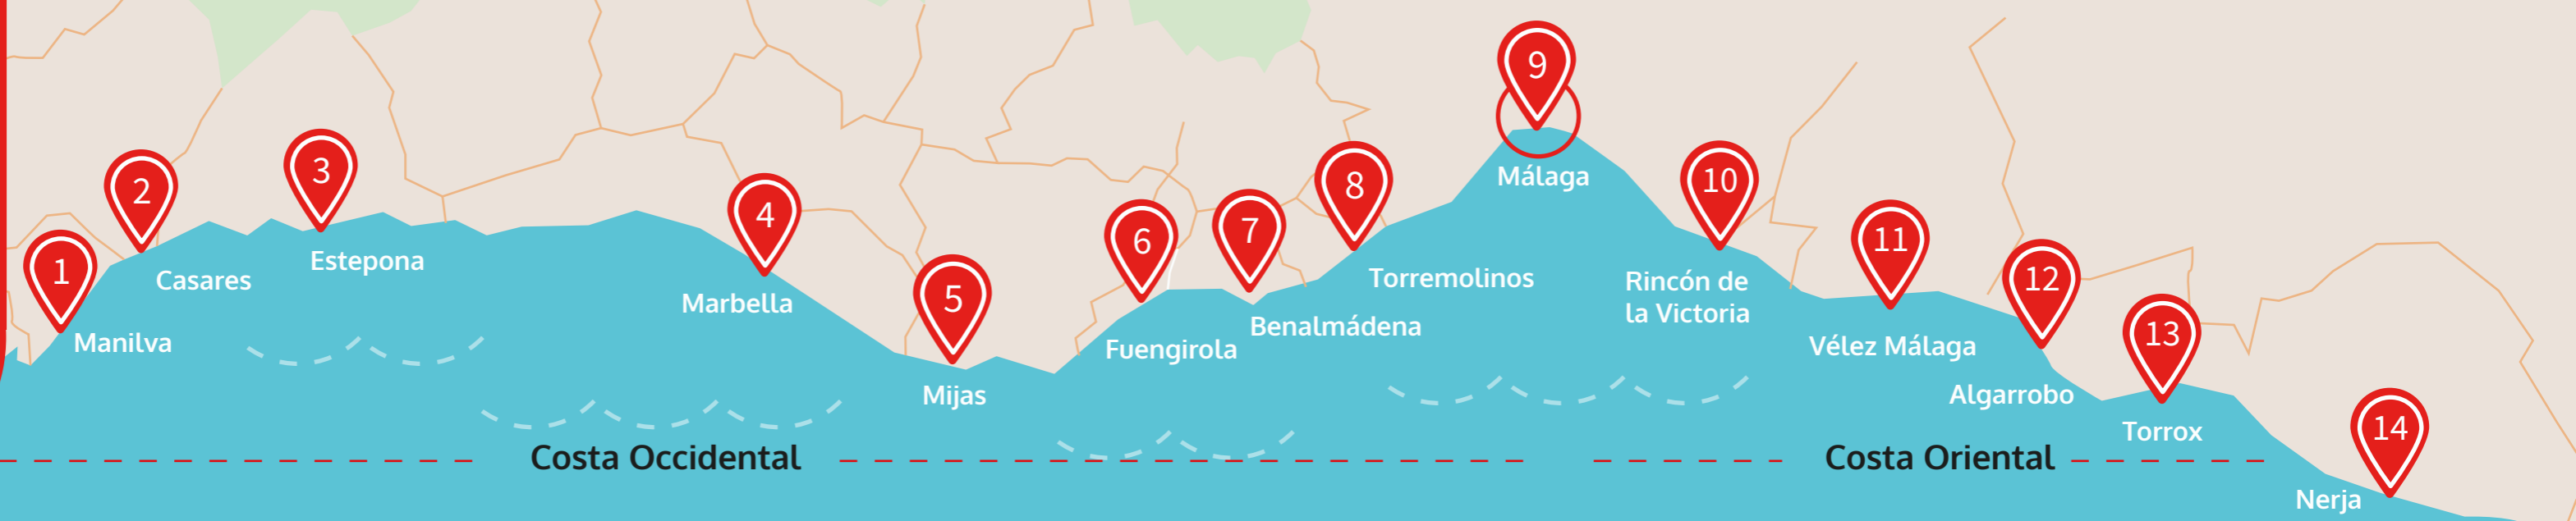 1
Manilva
2
Casares
3
Estepona
4
Marbella
5
Mijas
6
Fuengirola
7
Benalmádena
8
Torremolinos
9
Málaga
10
Rincón de
la Victoria
11
Vélez Málaga
12
Algarrobo
13
Torrox
14
Nerja
Costa Occidental
Costa Oriental